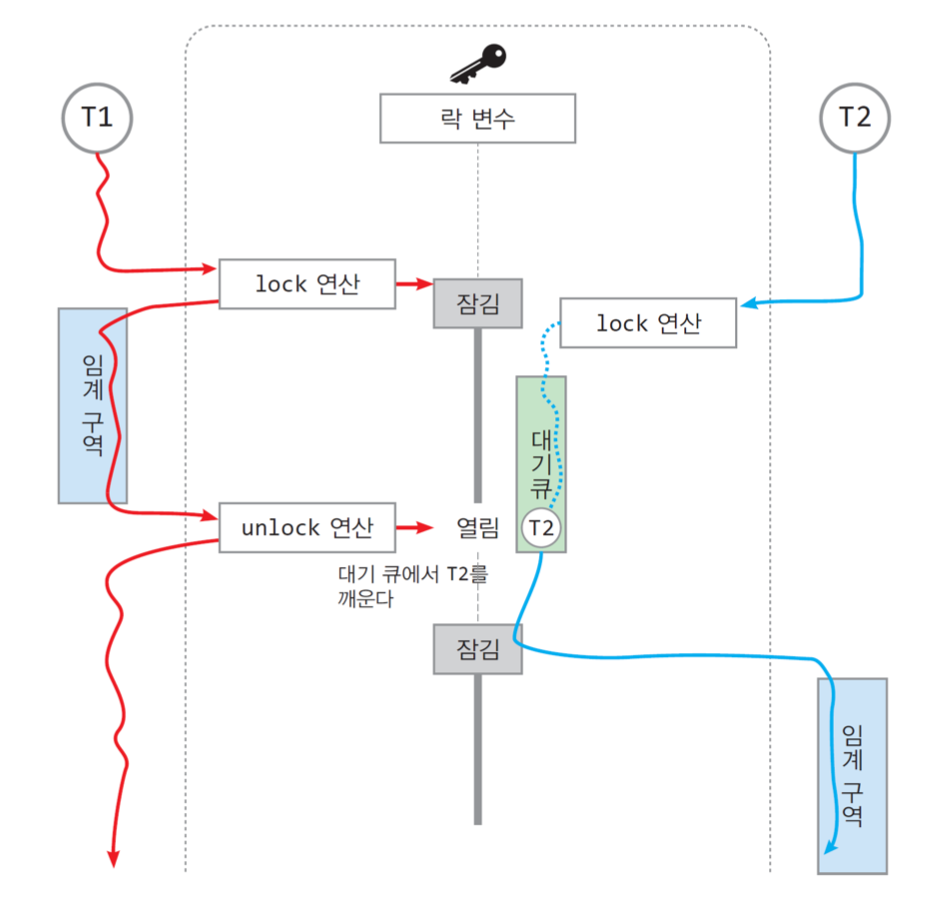 T1
락 변수
T2
lock 연산
잠김
lock 연산
임계 구역
대기 큐
T2
unlock 연산
열림
대기 큐에서 T2를
깨운다
잠김
임계 구역